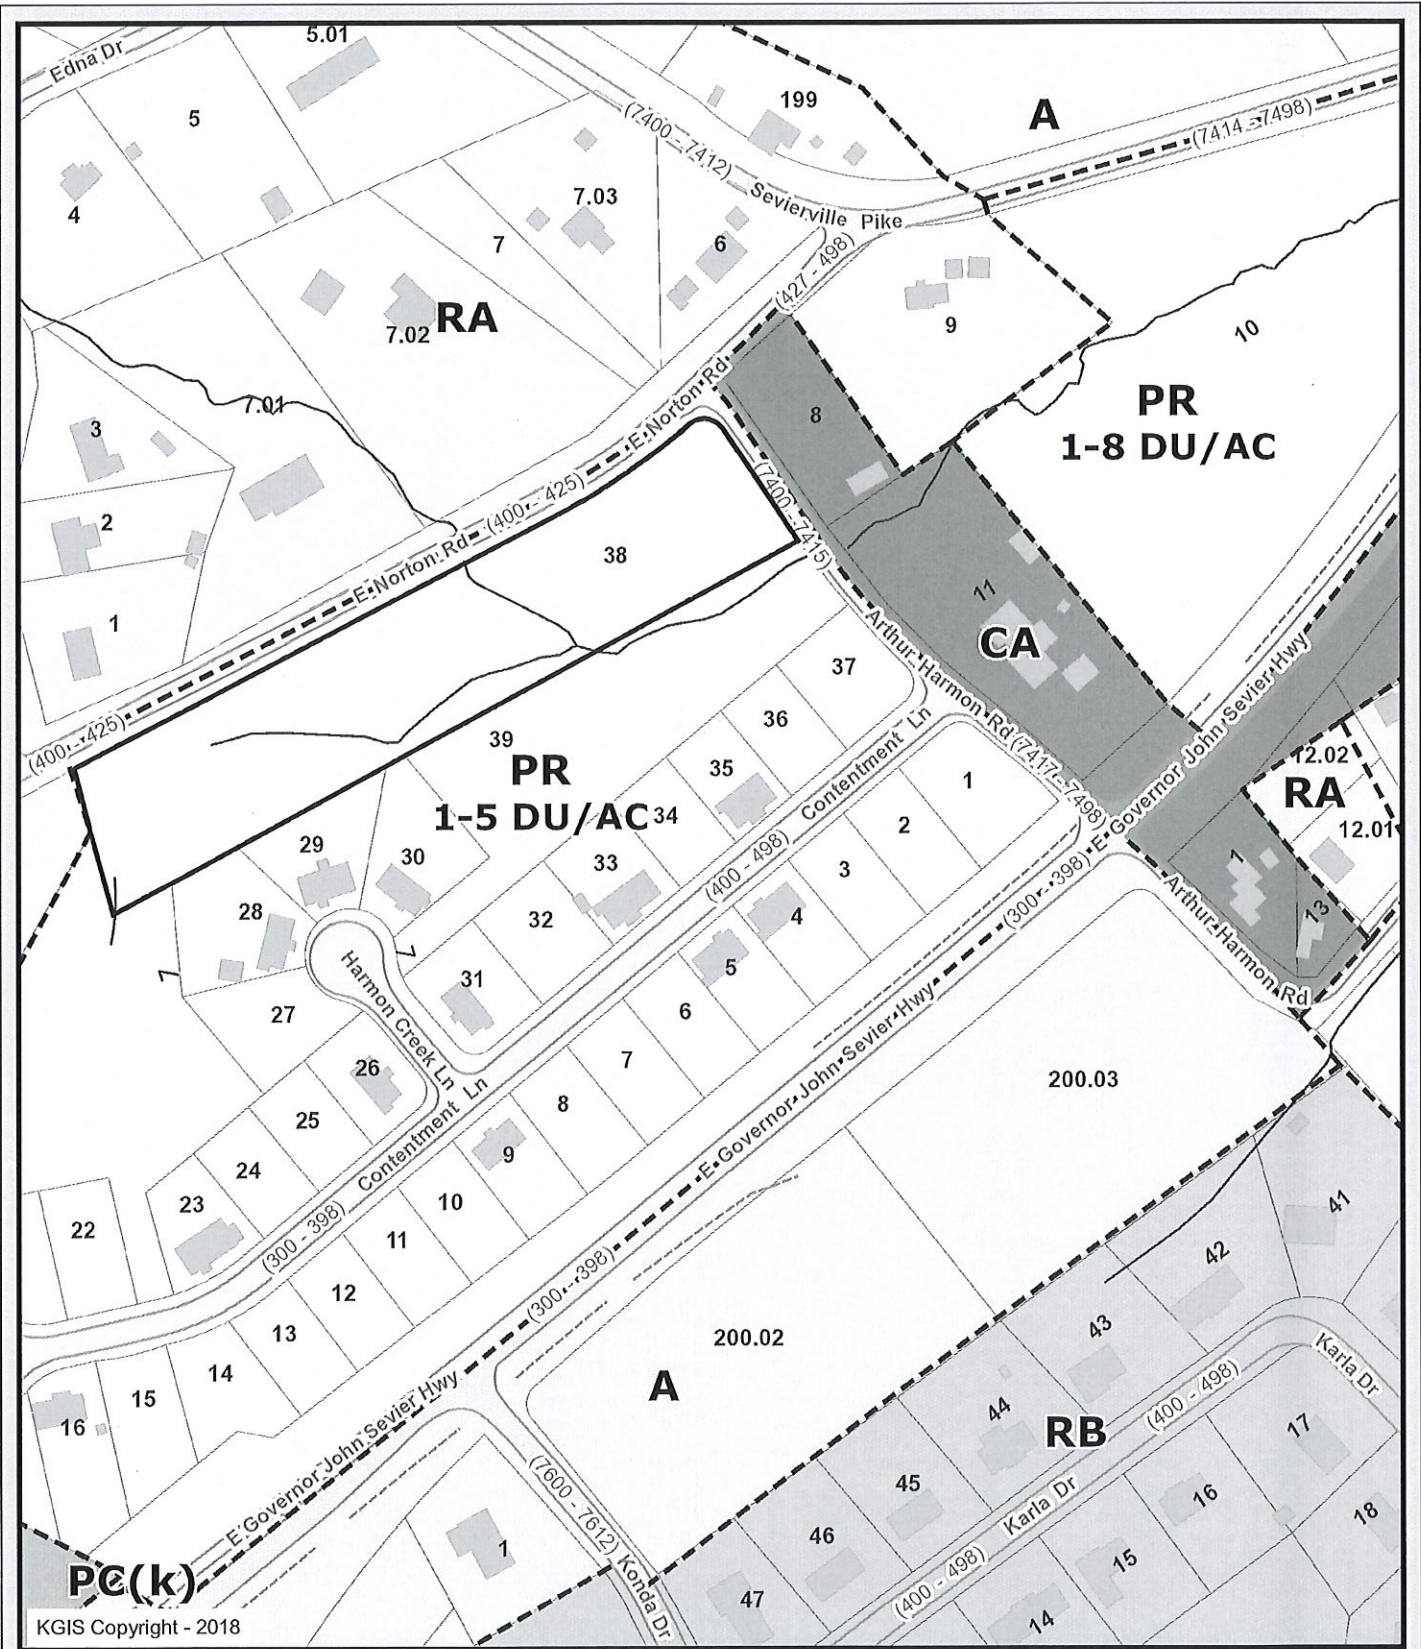 Edna Dr
5.01
5
199
A
(7414 - 7498)
(7400 - 7412)
Sevierville Pike
4
7.03
7
6
(427 - 498)
RA
7.02
9
10
PR
1-8 DU/AC
7.01
3
8
E Norton Rd
(400 - 425)
2
38
(7400 - 7415)
E Norton Rd
11
CA
1
Arthur Harmon Rd
37
36
(400 - 425)
39
35
Contentment Ln
(7417 - 7498)
E Governor John Sevier Hwy
12.02
RA
12.01
PR
1-5 DU/AC
34
1
2
29
30
33
(400 - 498)
3
(300 - 398)
1
13
28
32
4
Arthur Harmon Rd
5
31
27
Harmon Creek Ln
6
E Governor John Sevier Hwy
26
7
200.03
25
Contentment Ln
8
9
24
23
10
22
(300 - 398)
11
41
42
12
(300 - 398)
13
200.02
43
Karla Dr
14
A
15
44
(400 - 498)
16
E Governor John Sevier Hwy
RB
17
45
Karla Dr
16
18
46
(7600 - 7612)
Konda Dr
1
15
PC(k)
47
(400 - 498)
14
KGIS Copyright - 2018